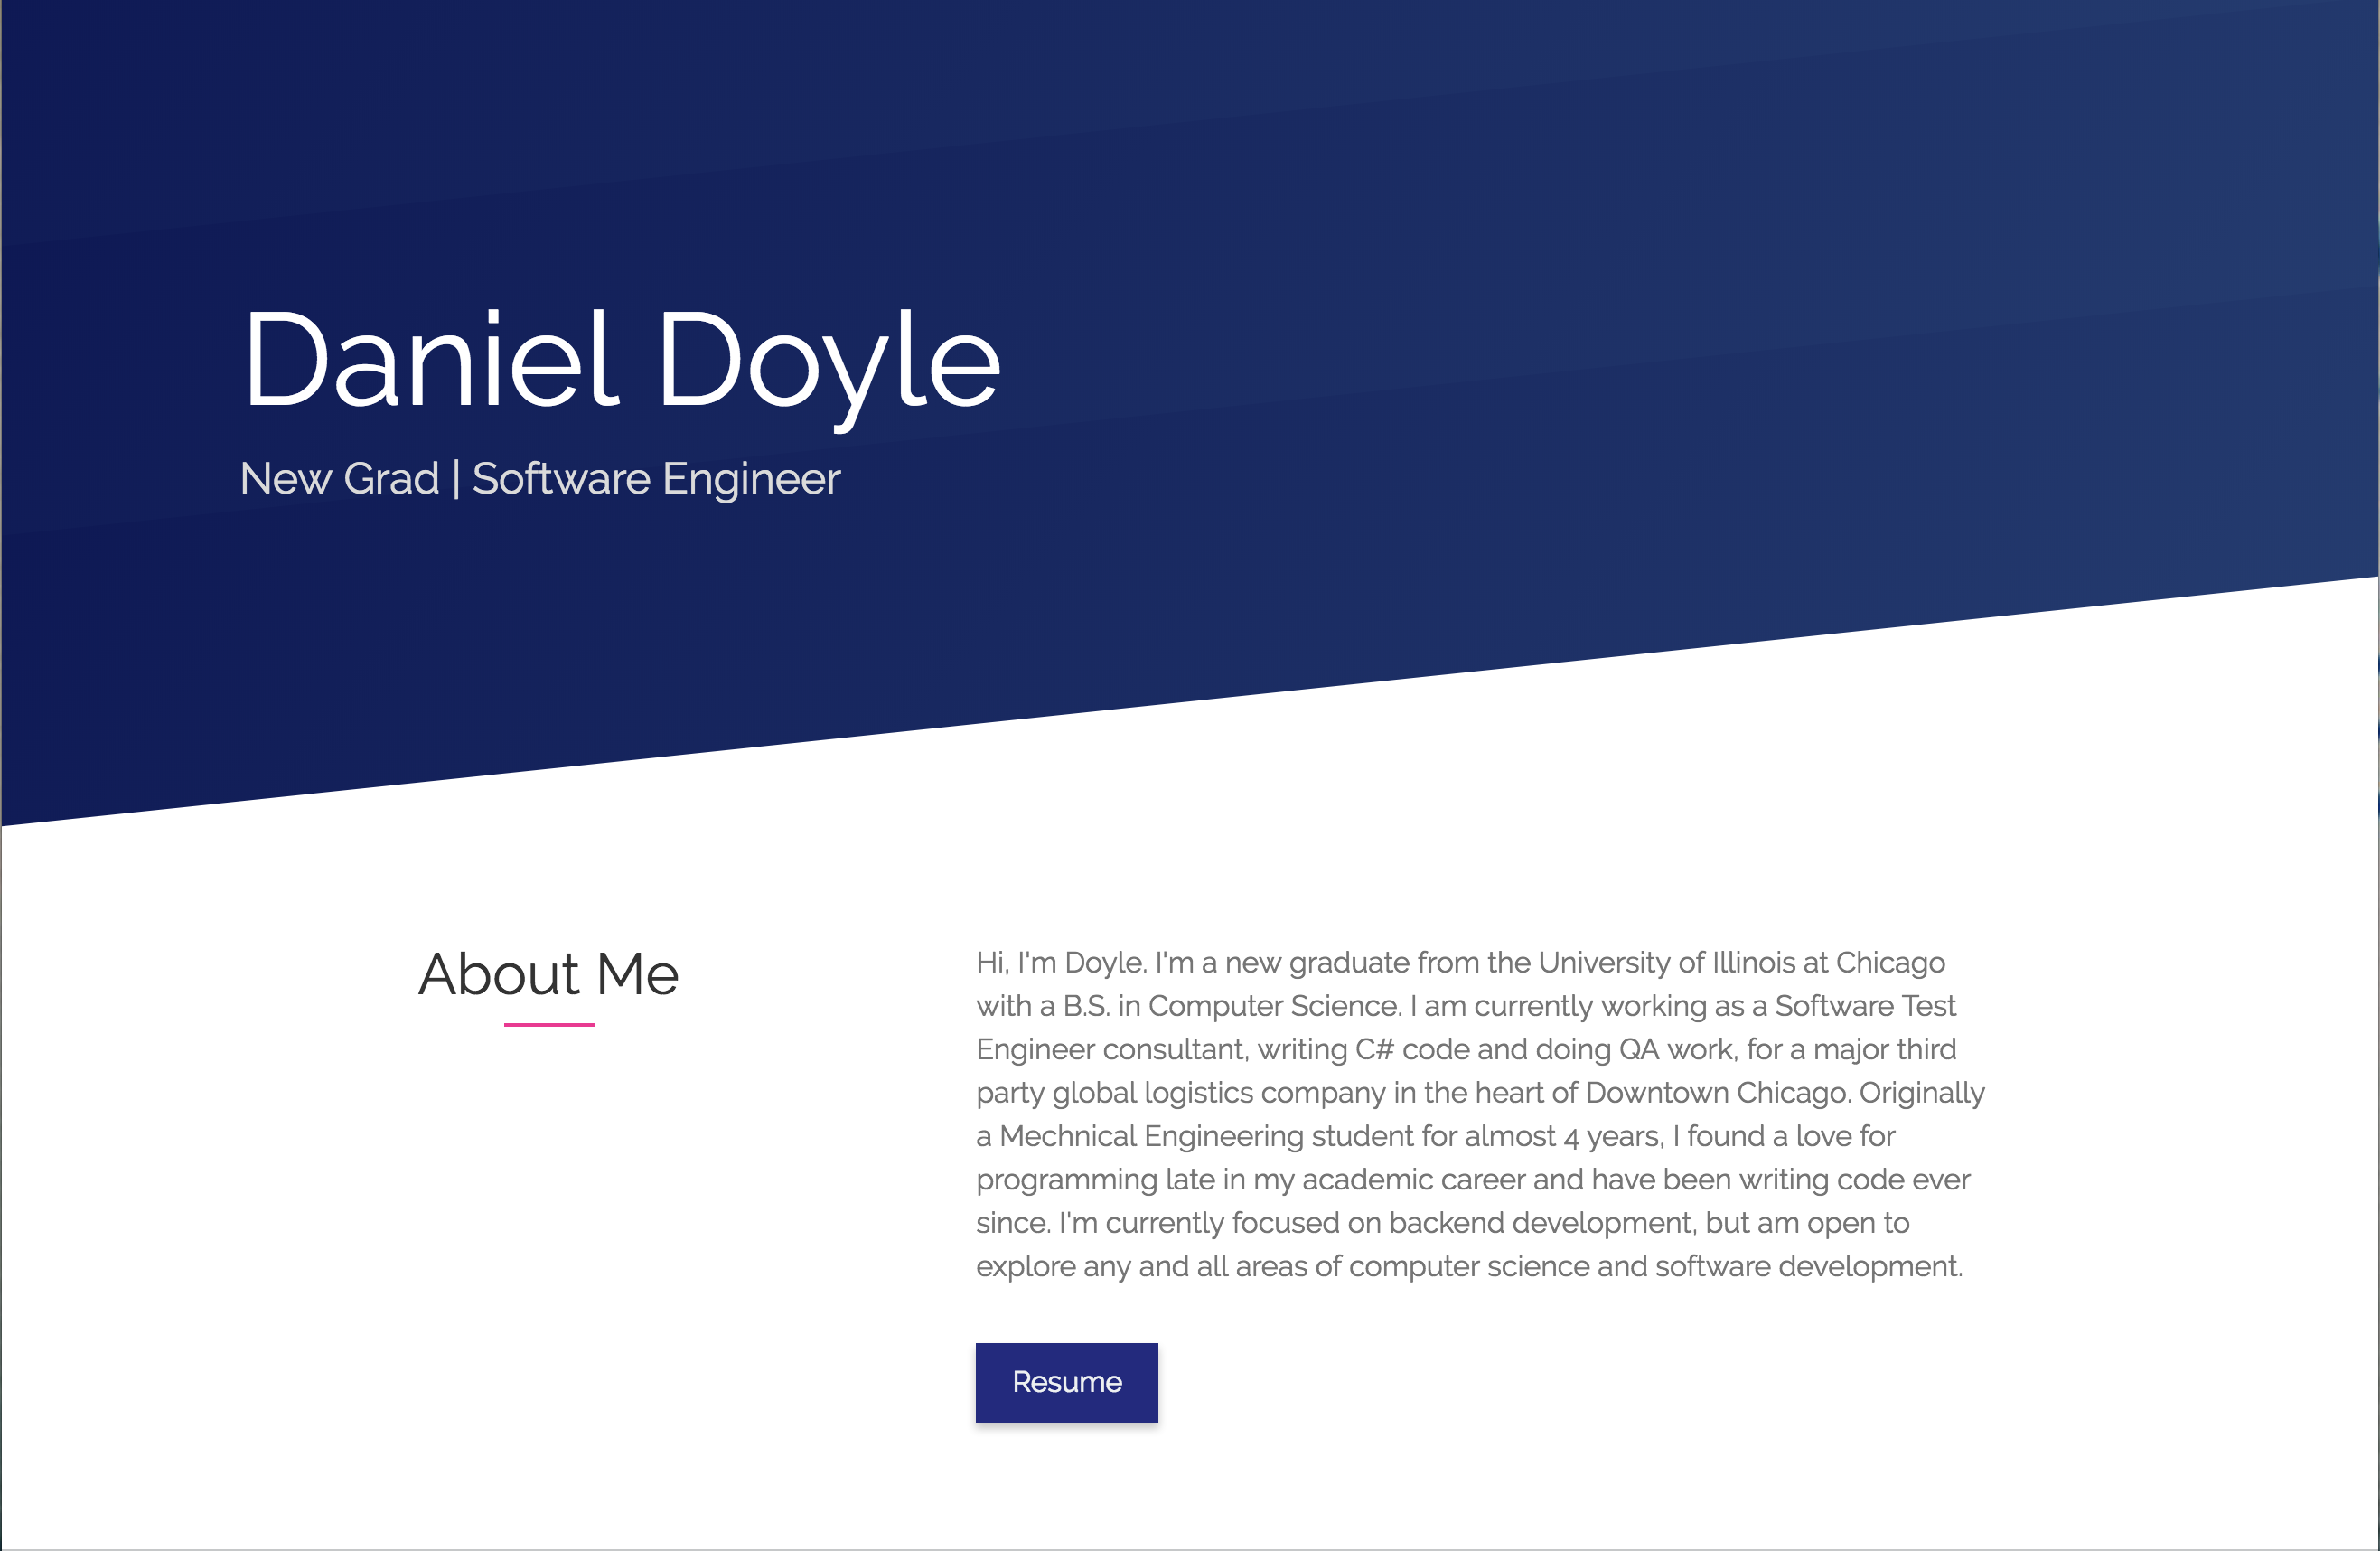 Daniel Doyle
New Grad | Software Engineer
About Me
Hi, I'm Doyle. I'm a new graduate from the University of Illinois at Chicago
with a B.S. in Computer Science. I am currently working as a Software Test
Engineer consultant, writing C# code and doing QA work, for a major third
party global logistics company in the heart of Downtown Chicago. Originally
a Mechnical Engineering student for almost 4 years, I found a love for
programming late in my academic career and have been writing code ever
since. I'm currently focused on backend development, but am open to
explore any and all areas of computer science and software development.
Resume